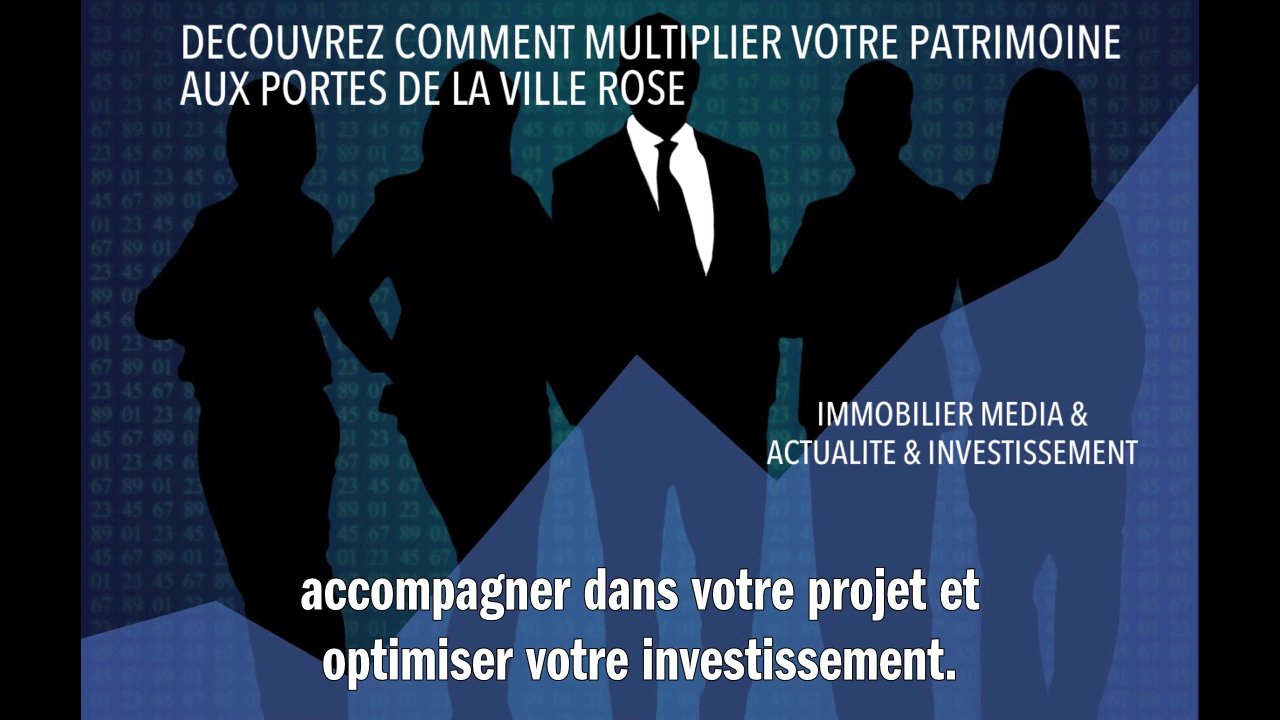 DECOUVREZ COMMENT MULTIPLIER VOTRE PATRIMOINE
AUX PORTES DE LA VILLE ROSE
IMMOBILIER MEDIA &
ACTUALITE & INVESTISSEMENT
accompagner dans votre projet et
optimiser votre investissement.